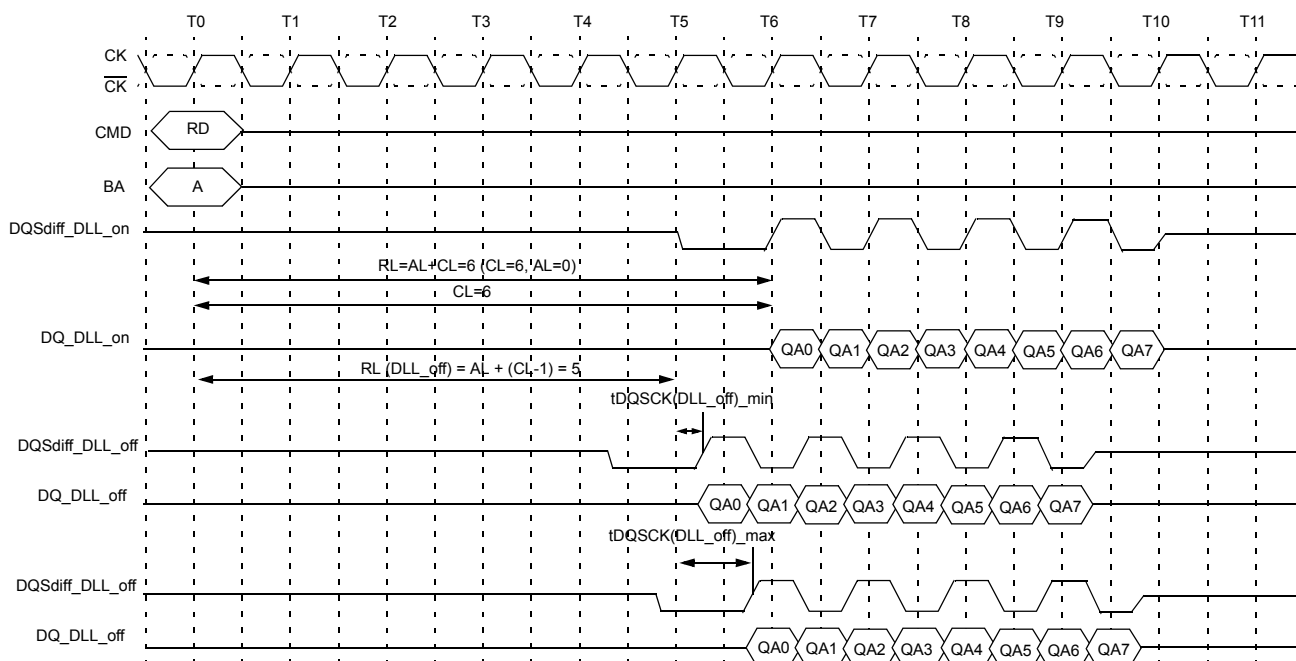 T0 T1 T2 T3 T4 T5 T6 T7 T8 T9 T10 T11
CK
CK
CMD RD
BA A
DQSdiff_DLL_on
RL=AL+CL=6 (CL=6, AL=0)
CL=6
DQ_DLL_on QA0 QA1 QA2 QA3 QA4 QA5 QA6 QA7
RL (DLL_off) = AL + (CL-1) = 5
tDQSCK(DLL_off)_min
DQSdiff_DLL_off
DQ_DLL_off QA0 QA1 QA2 QA3 QA4 QA5 QA6 QA7
tDQSCK(DLL_off)_max
DQSdiff_DLL_off
DQ_DLL_off QA0 QA1 QA2 QA3 QA4 QA5 QA6 QA7